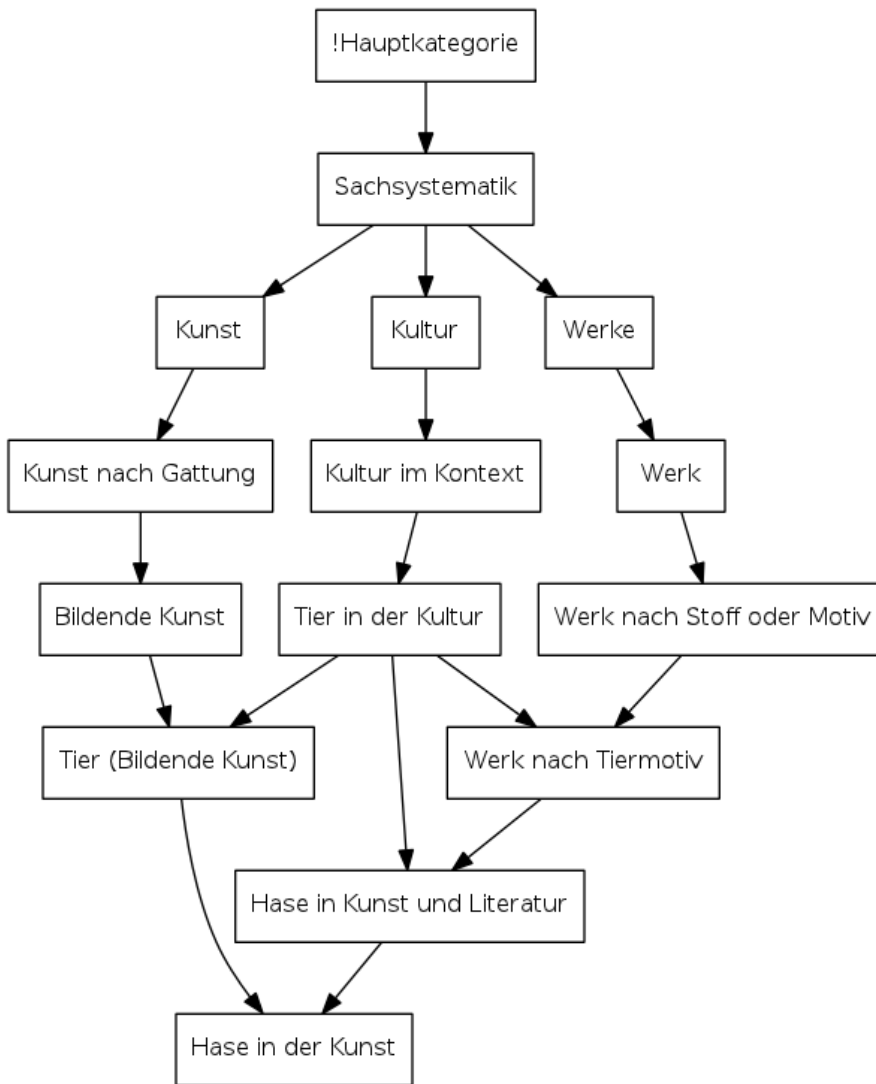 !Hauptkategorie
Sachsystematik
Kunst
Kultur
Werke
Kunst nach Gattung
Kultur im Kontext
Werk
Bildende Kunst
Tier in der Kultur
Werk nach Stoff oder Motiv
Tier (Bildende Kunst)
Werk nach Tiermotiv
Hase in Kunst und Literatur
Hase in der Kunst